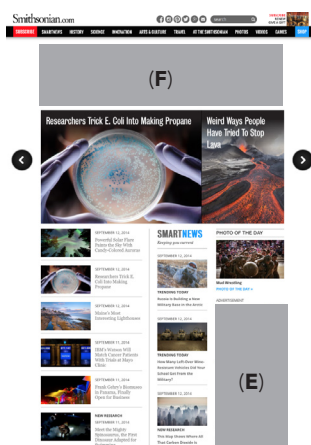 Smithsonian.com
SEARCH
SUBSCRIBE SMARTNEWS HISTORY SCIENCE INNOVATION ARTS & CULTURE TRAVEL AT THE SMITHSONIAN PHOTOS VIDEOS GAMES SHOP
(F)
Researchers Trick E. Coli Into Making Propane
Weird Ways People
Have Tried To Stop
Lava
SEPTEMBER 12, 2014
Powerful Solar Flare
Paints the Sky With
Candy-Colored Auroras
SEPTEMBER 12, 2014
Researchers Trick E.
Coli Into Making
Propane
SEPTEMBER 12, 2014
Maine's Most
Interesting Lighthouse
SEPTEMBER 11, 2014
IBM's Watson Will
Match Cancer Patients
With Trials at Mayo
Clinic
SEPTEMBER 11, 2014
Frank Gehry's Biomuseo
in Panama, Finally
Open for Business
NEW RESEARCH
SEPTEMBER 11, 2014
Meet the Mighty
Spinosaurus, the First
Dinosaur Adapted for
SMARTNEWS
Keeping you current
SEPTEMBER 12, 2014
TRENDING TODAY
Russia Is Building a New
Military Base in the Arctic
SEPTEMBER 12, 2014
TRENDING TODAY
How Many Left-Over Mine-
Resistant Vehicles Did Your
School Get From the
Military?
SEPTEMBER 12, 2014
NEW RESEARCH
This Map Shows Where All
PHOTO OF THE DAY
Mud Wrestling
PHOTO OF THE DAY »
ADVERTISEMENT
(E)